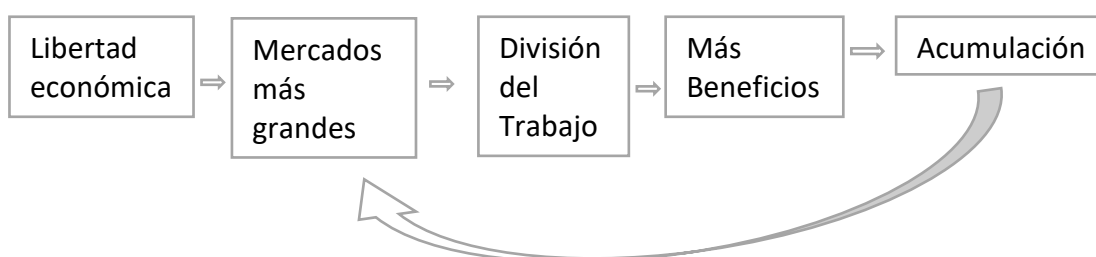 Libertad
económica
Mercados
más
grandes
División
del
Trabajo
Más
Beneficios
Acumulación